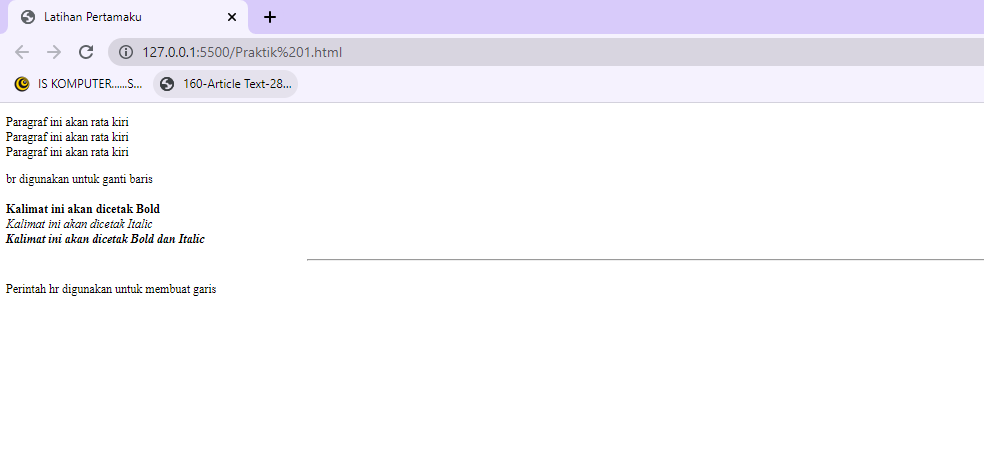 Latihan Pertamaku
127.0.0.1:5500/Praktik%201.html
IS KOMPUTER......S... 160-Article Text-28...
Paragraf ini akan rata kiri
Paragraf ini akan rata kiri
Paragraf ini akan rata kiri
br digunakan untuk ganti baris
Kalimat ini akan dicetak Bold
Kalimat ini akan dicetak Italic
Kalimat ini akan dicetak Bold dan Italic
Perintah hr digunakan untuk membuat garis